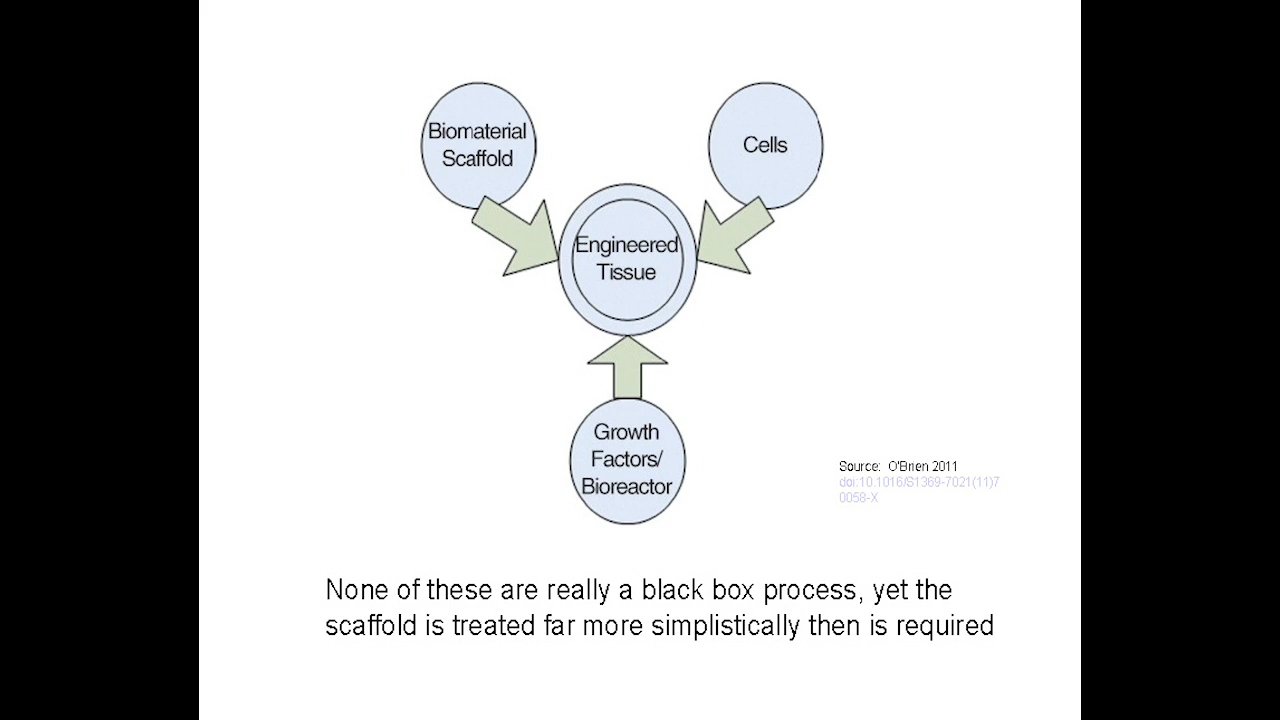 Biomaterial
Scaffold
Cells
Engineered
Tissue
Growth
Factors/
Bioreactor
Source: O'Brien 2011
doi:10.1016/S1369-7021(11)7
0058-X
None of these are really a black box process, yet the
scaffold is treated far more simplistically then is required